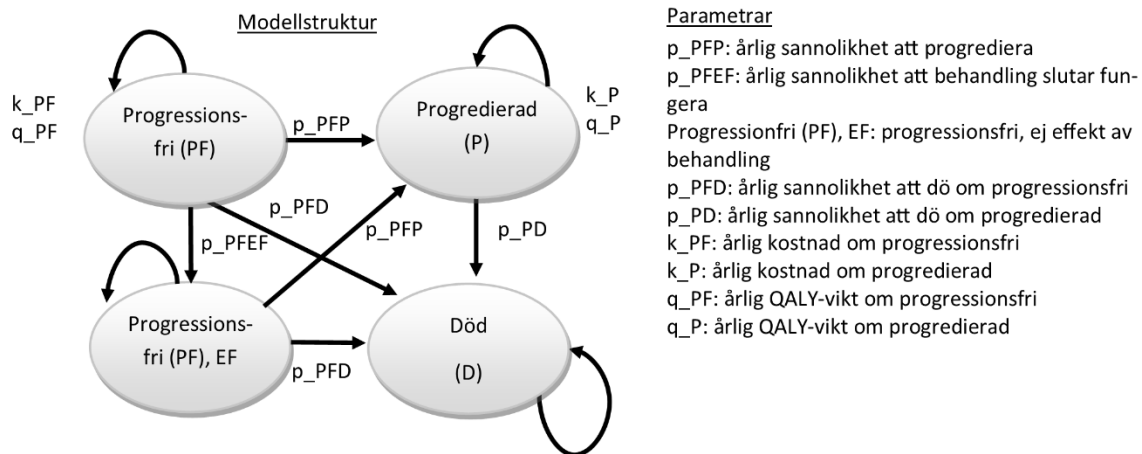 Modellstruktur
k_PF
q_PF
Progressions-
fri (PF)
p_PFP
Progredierad
(P)
k_P
q_P
p_PFEF
p_PFD
p_PFP
p_PD
Progressions-
fri (PF), EF
p_PFD
Död
(D)
Parametrar
p_PFP: årlig sannolikhet att progrediera
p_PFEF: årlig sannolikhet att behandling slutar fun-
gera
Progressionfri (PF), EF: progressionsfri, ej effekt av
behandling
p_PFD: årlig sannolikhet att dö om progressionsfri
p_PD: årlig sannolikhet att dö om progredierad
k_PF: årlig kostnad om progressionsfri
k_P: årlig kostnad om progredierad
q_PF: årlig QALY-vikt om progressionsfri
q_P: årlig QALY-vikt om progredierad